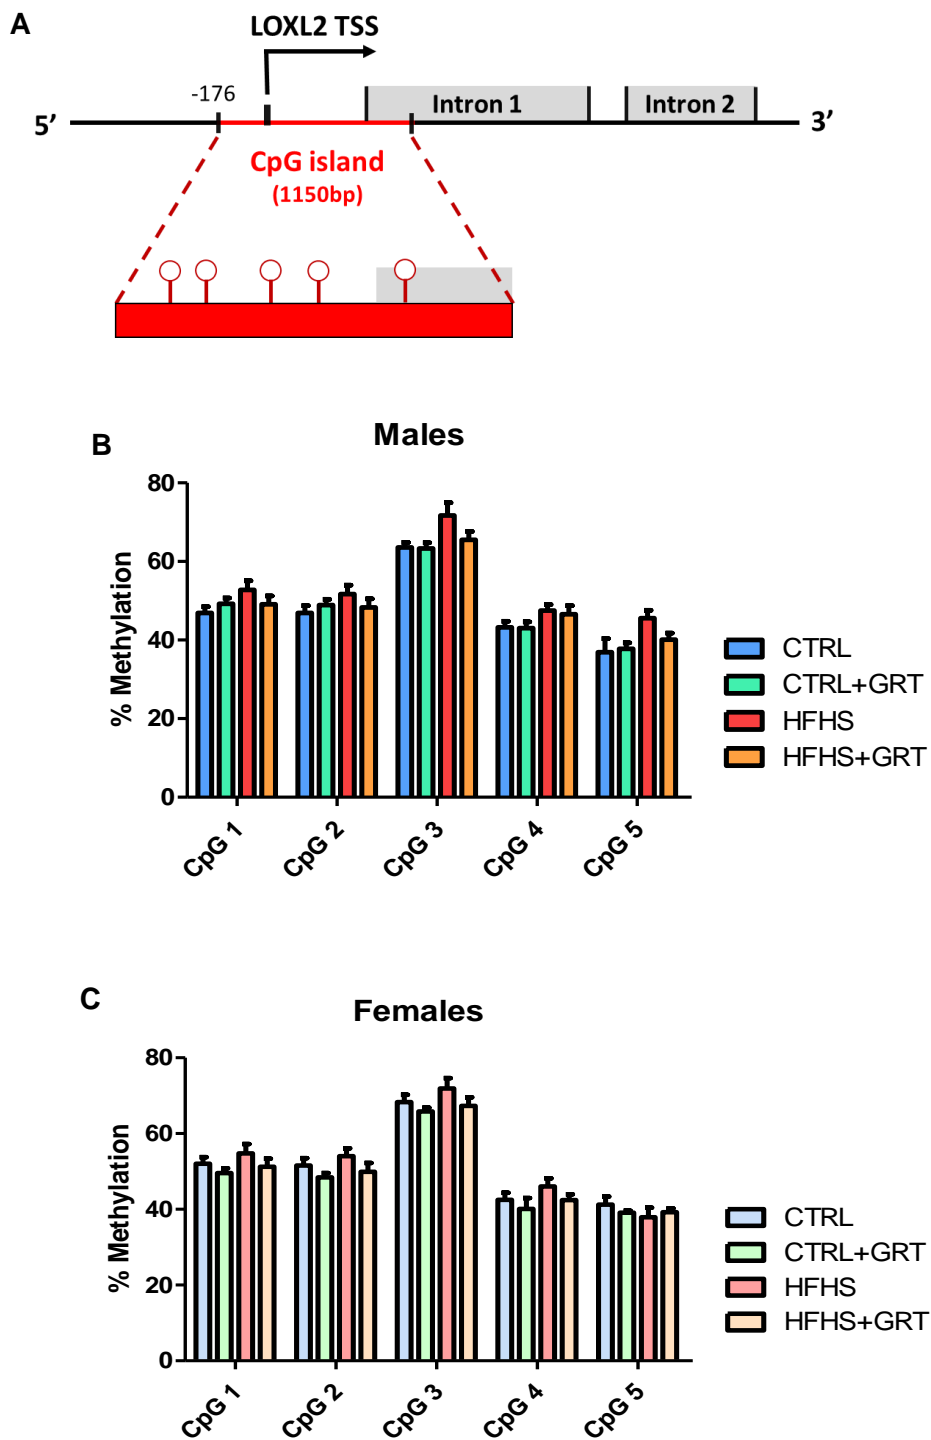 A
LOXL2 TSS
-176
Intron 1
Intron 2
5’
3’
CpG island
(1150bp)
B
Males
% Methylation
80
60
40
20
0
CpG 1
CpG 2
CpG 3
CpG 4
CpG 5
CTRL
CTRL+GRT
HFHS
HFHS+GRT
C
Females
% Methylation
80
60
40
20
0
CpG 1
CpG 2
CpG 3
CpG 4
CpG 5
CTRL
CTRL+GRT
HFHS
HFHS+GRT